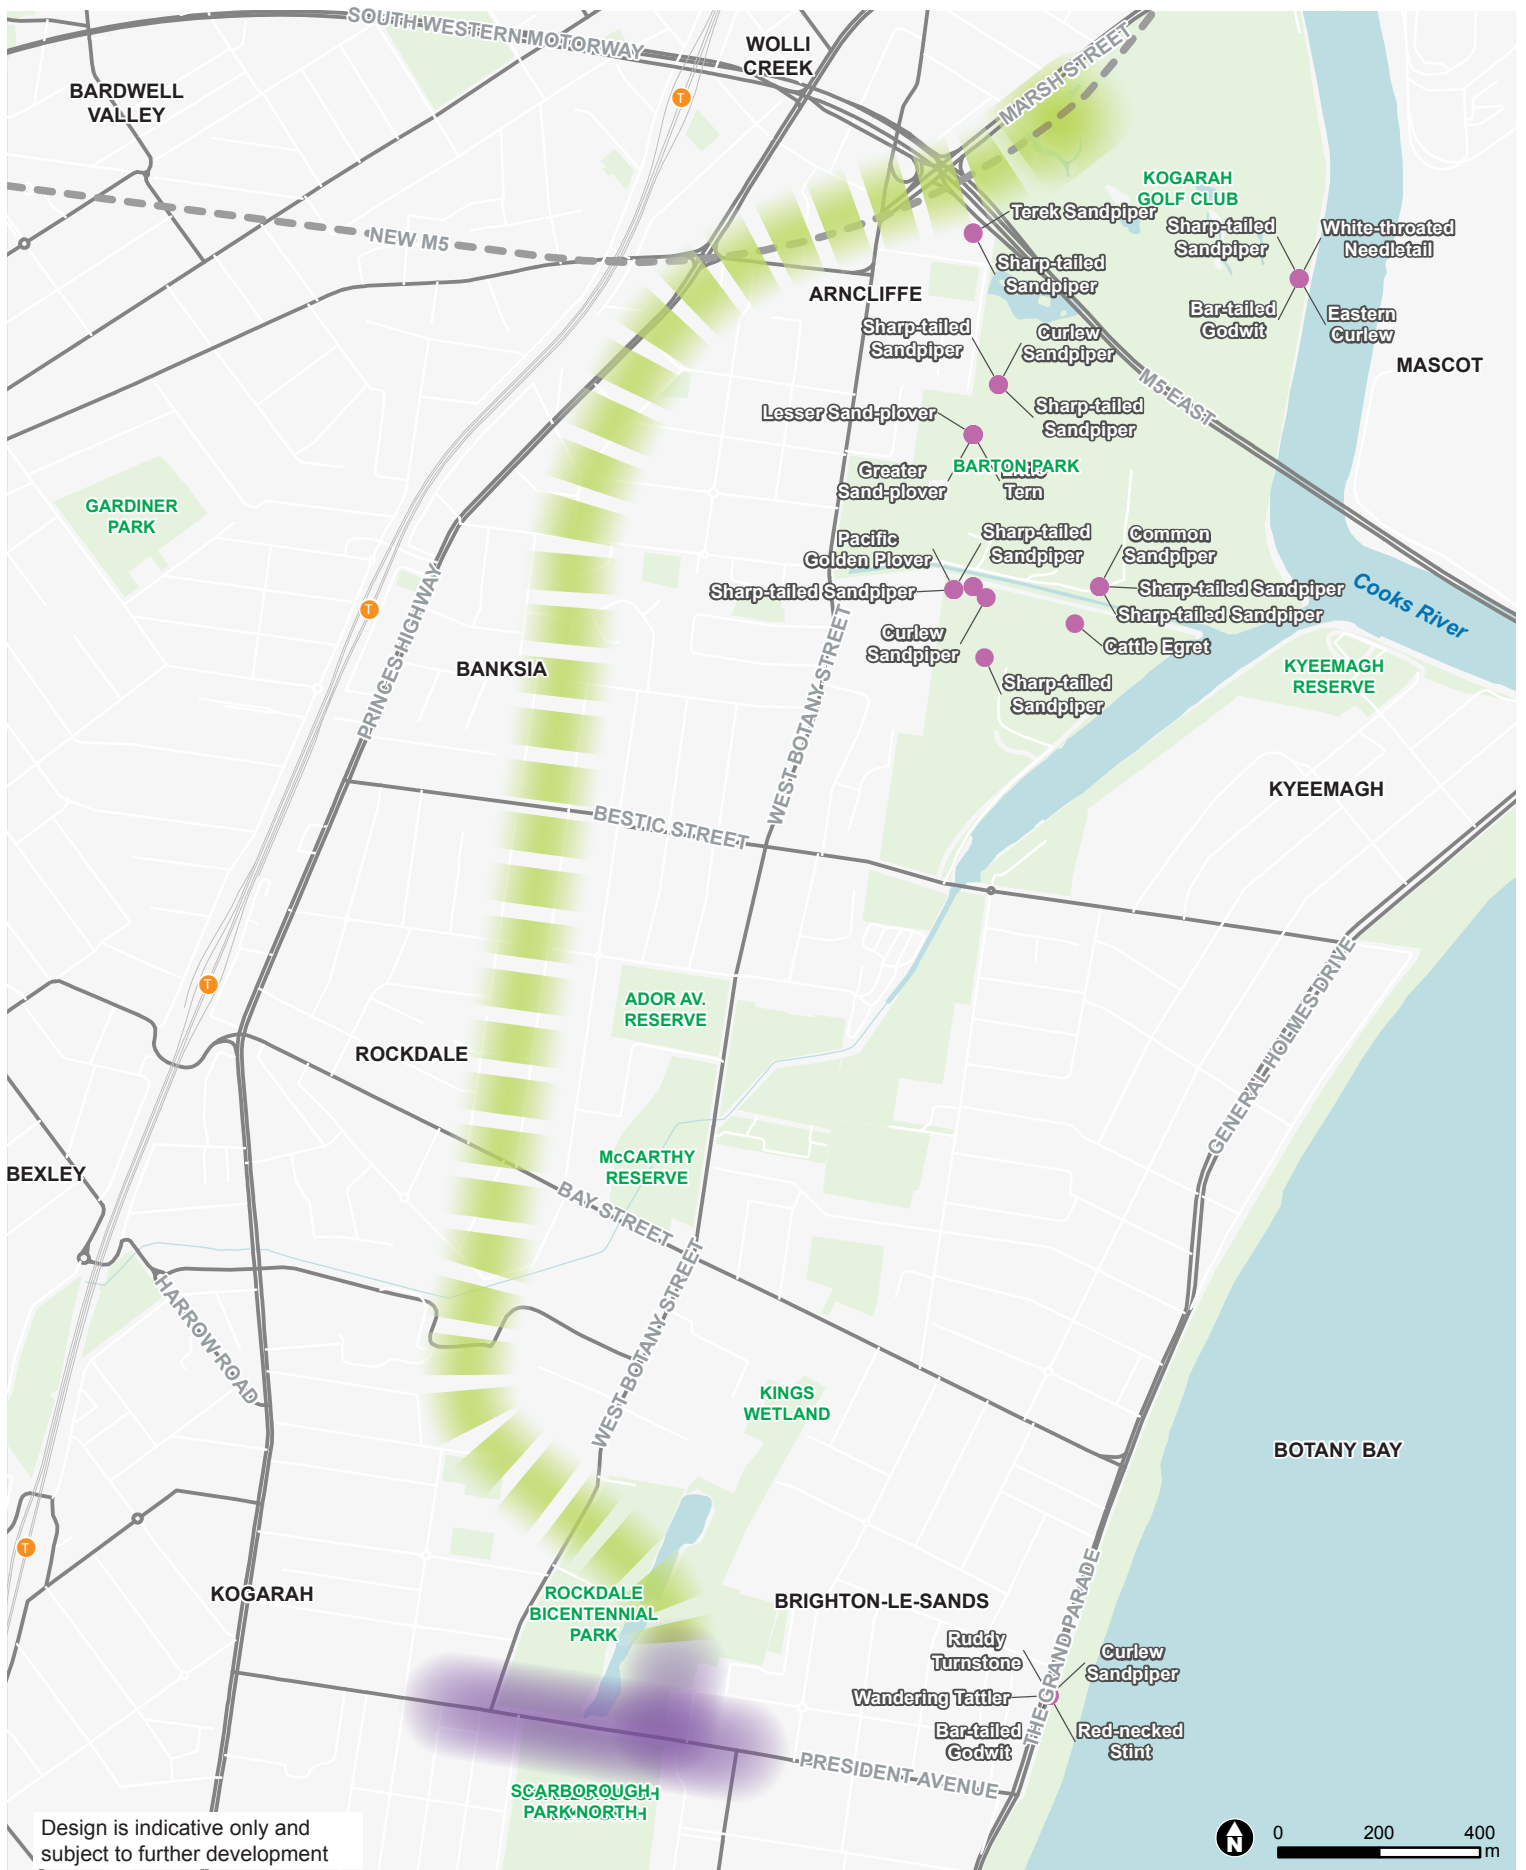 SOUTH WESTERN MOTORWAY
WOLLI
CREEK
MARSH STREET
BARDWELL
VALLEY
T
KOGARAH
GOLF CLUB
NEW M5
Terek Sandpiper
Sharp-tailed
Sandpiper
White-throated
Needletail
Sharp-tailed
Sandpiper
ARNCLIFFE
Bar-tailed
Godwit
Eastern
Curlew
Sharp-tailed
Sandpiper
Curlew
Sandpiper
MASCOT
M5 EAST
Sharp-tailed
Sandpiper
Lesser Sand-plover
BARTON PARK
Greater
Sand-plover
Tern
GARDINER
PARK
Pacific
Golden Plover
Sharp-tailed
Sandpiper
Common
Sandpiper
Sharp-tailed Sandpiper
Sharp-tailed Sandpiper
Sharp-tailed Sandpiper
Cooks River
T
PRINCES HIGHWAY
WEST BOTANY STREET
Curlew
Sandpiper
Cattle Egret
BANKSIA
KYEEMAGH
RESERVE
Sharp-tailed
Sandpiper
KYEEMAGH
BESTIC STREET
T
ADOR AV.
RESERVE
GENERAL HOLMES DRIVE
ROCKDALE
McCARTHY
RESERVE
BEXLEY
BAY STREET
HARROW ROAD
WEST BOTANY STREET
KINGS
WETLAND
BOTANY BAY
T
KOGARAH
ROCKDALE
BICENTENNIAL
PARK
BRIGHTON-LE-SANDS
THE GRAND PARADE
Ruddy
Turnstone
Curlew
Sandpiper
Wandering Tattler
Bar-tailed
Godwit
Red-necked
Stint
PRESIDENT AVENUE
SCARBOROUGH
PARK NORTH
Design is indicative only and
subject to further development
N
0 200 400
m